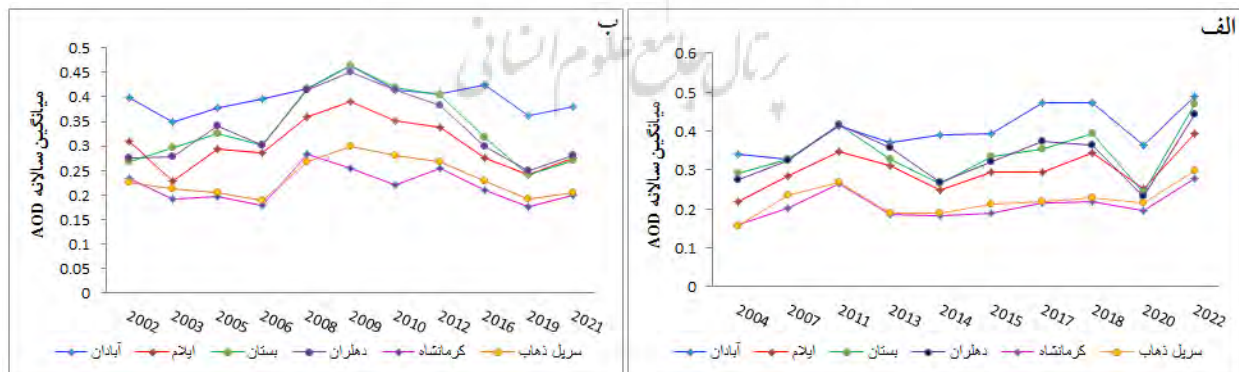 الف
میانگین سالانه AOD
0.6
0.5
0.4
0.3
0.2
0.1
0
2004 2007 2011 2013 2014 2015 2017 2018 2020 2022
آبادان ایلام بستان دهلران کرمانشاه سرپل ذهاب
ب
میانگین سالانه AOD
0.5
0.45
0.4
0.35
0.3
0.25
0.2
0.15
0.1
0.05
0
2002 2003 2005 2006 2008 2009 2010 2012 2016 2019 2021
آبادان ایلام بستان دهلران کرمانشاه سرپل ذهاب
پرتال جامع علوم انسانی